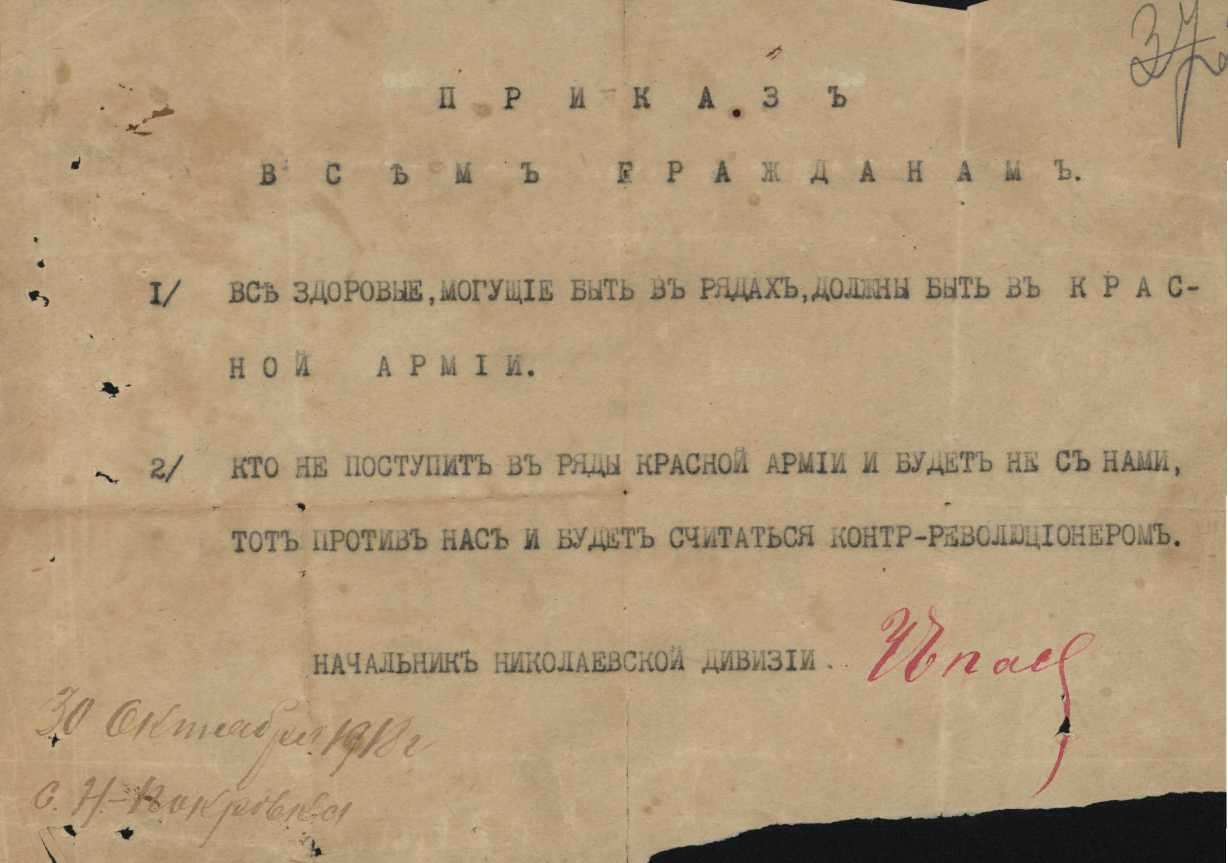 ПРИКАЗЪ
ВСѢМЪ ГРАЖДАНАМЪ.
1/ ВСѢ ЗДОРОВЫЕ,МОГУЩІЕ БЫТЬ ВЪ РЯДАХЪ,ДОЛЖНЫ БЫТЬ ВЪ КРАС-
НОЙ АРМІИ.
2/ КТО НЕ ПОСТУПИТЪ ВЪ РЯДЫ КРАСНОЙ АРМІИ И БУДЕТЪ НЕ СЪ НАМИ,
ТОТЪ ПРОТИВЪ НАСЪ И БУДЕТЪ СЧИТАТЬСЯ КОНТР-РЕВОЛЮЦІОНЕРОМЪ.
НАЧАЛЬНИКЪ НИКОЛАЕВСКОЙ ДИВИЗІИ.
30 Октября 1918 г
с. Н-Покровка